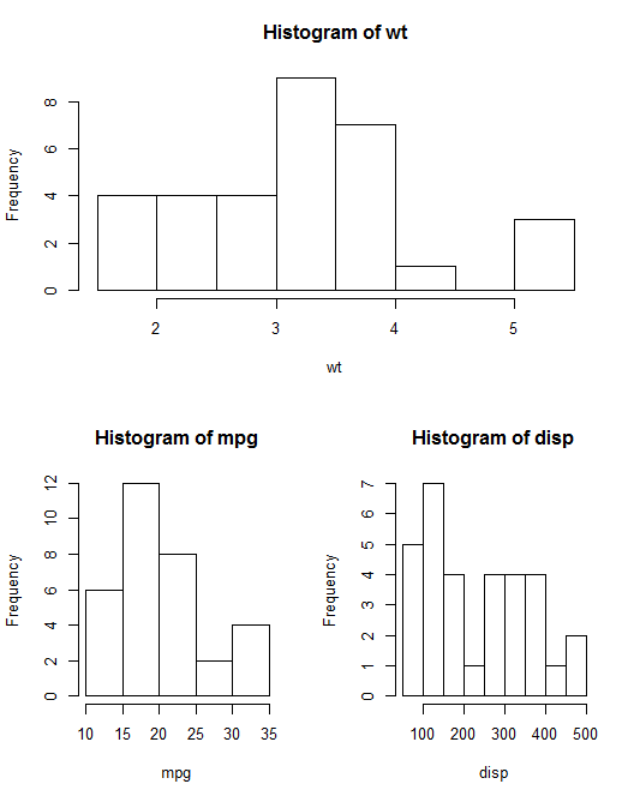 Histogram of wt
Frequency
0 2 4 6 8
2 3 4 5
wt
Histogram of mpg
Frequency
0 2 4 6 8 10 12
10 15 20 25 30 35
mpg
Histogram of disp
Frequency
0 1 2 3 4 5 6 7
100 200 300 400 500
disp